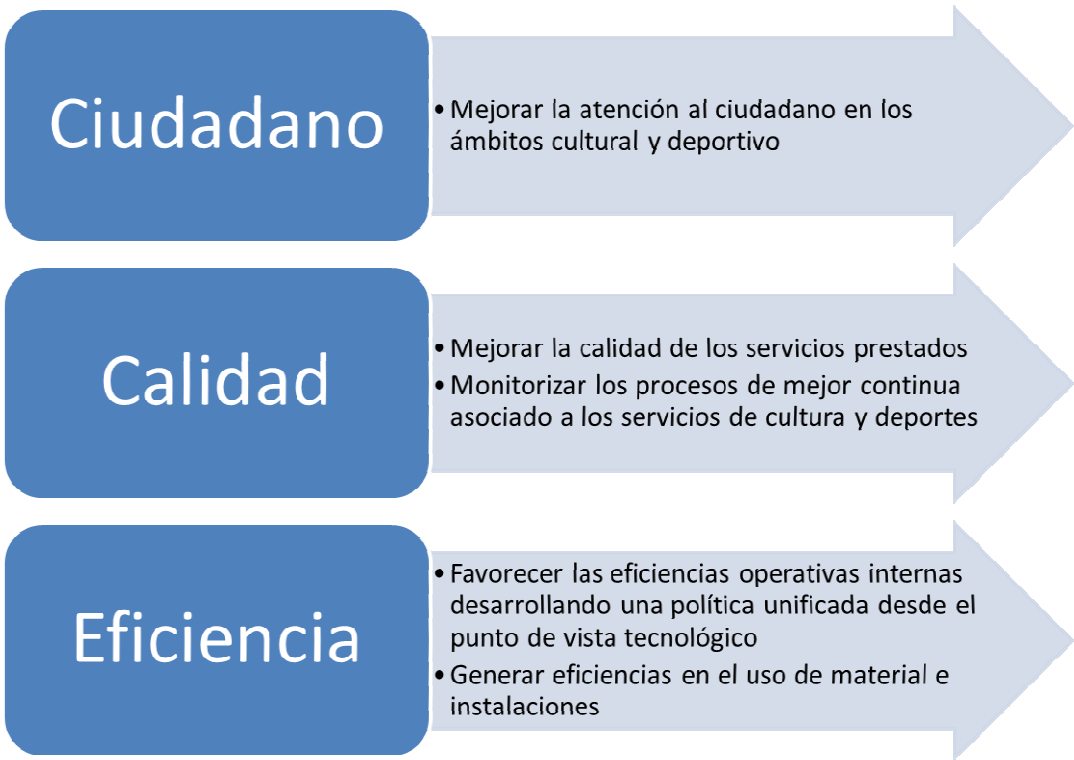 Ciudadano
• Mejorar la atención al ciudadano en los
ámbitos cultural y deportivo
Calidad
• Mejorar la calidad de los servicios prestados
• Monitorizar los procesos de mejor continua
asociado a los servicios de cultura y deportes
Eficiencia
• Favorecer las eficiencias operativas internas
desarrollando una política unificada desde el
punto de vista tecnológico
• Generar eficiencias en el uso de material e
instalaciones